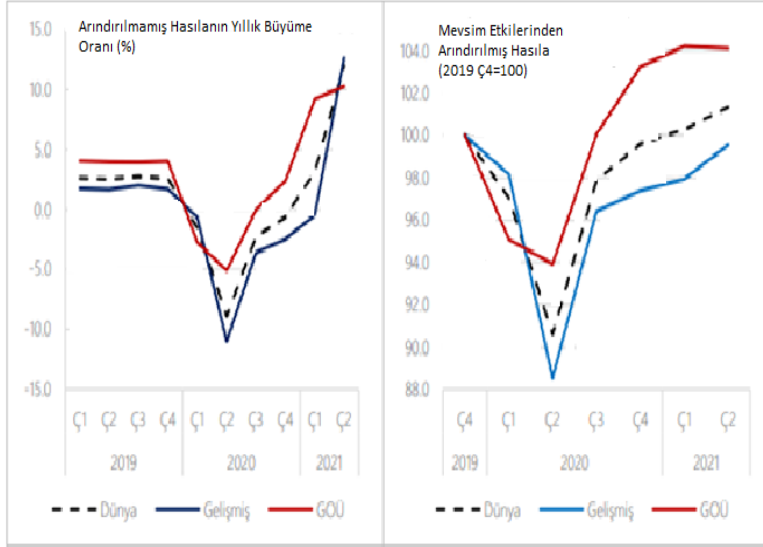 Arındırılmamış Hasılanın Yıllık Büyüme
Oranı (%)
15.0
10.0
5.0
0.0
-5.0
-10.0
-15.0
Ç1 Ç2 Ç3 Ç4 Ç1 Ç2 Ç3 Ç4 Ç1 Ç2
2019 2020 2021
Dünya Gelişmiş GOÜ
Mevsim Etkilerinden
Arındırılmış Hasıla
(2019 Ç4=100)
104.0
102.0
100.0
98.0
96.0
94.0
92.0
90.0
88.0
Ç4 Ç1 Ç2 Ç3 Ç4 Ç1 Ç2
2019 2020 2021
Dünya Gelişmiş GOÜ